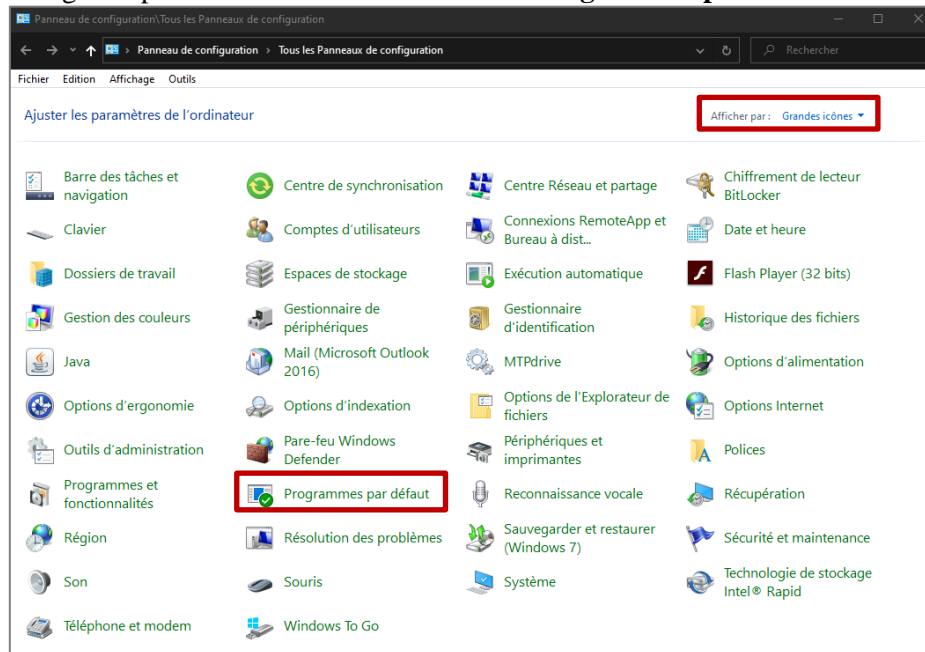 Panneau de configuration\Tous les Panneaux de configuration
Panneau de configuration > Tous les Panneaux de configuration
Rechercher
Fichier Edition Affichage Outils
Ajuster les paramètres de l'ordinateur
Afficher par : Grandes icônes
Barre des tâches et navigation
Centre de synchronisation
Centre Réseau et partage
Chiffrement de lecteur BitLocker
Clavier
Comptes d'utilisateurs
Connexions RemoteApp et Bureau à dist...
Date et heure
Dossiers de travail
Espaces de stockage
Exécution automatique
Flash Player (32 bits)
Gestion des couleurs
Gestionnaire de périphériques
Gestionnaire d'identification
Historique des fichiers
Java
Mail (Microsoft Outlook 2016)
MTPdrive
Options d'alimentation
Options d'ergonomie
Options d'indexation
Options de l'Explorateur de fichiers
Options Internet
Outils d'administration
Pare-feu Windows Defender
Périphériques et imprimantes
Polices
Programmes et fonctionnalités
Programmes par défaut
Reconnaissance vocale
Récupération
Région
Résolution des problèmes
Sauvegarder et restaurer (Windows 7)
Sécurité et maintenance
Son
Souris
Système
Technologie de stockage Intel® Rapid
Téléphone et modem
Windows To Go